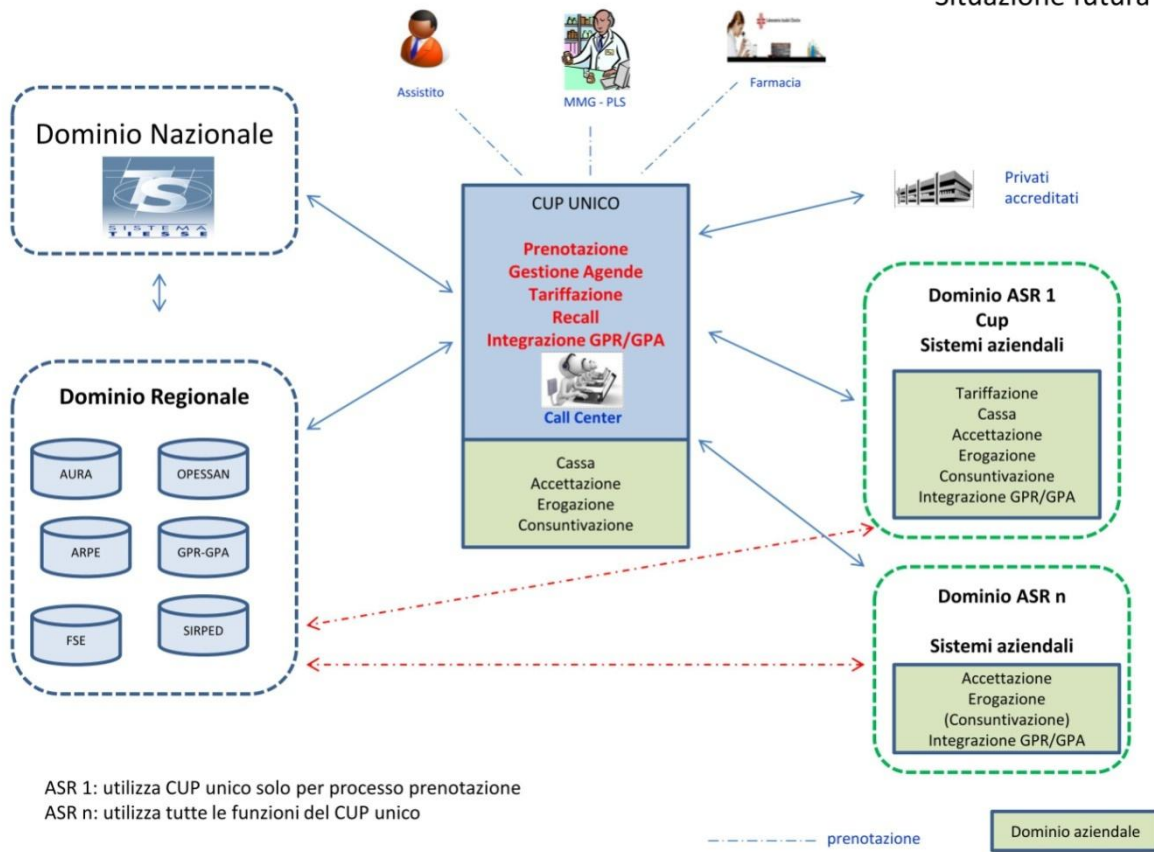 Situazione futura
Assistito
MMG - PLS
Farmacia
Dominio Nazionale
TS
SISTEMA
TIESSE
CUP UNICO
Prenotazione
Gestione Agende
Tariffazione
Recall
Integrazione GPR/GPA
Call Center
Cassa
Accettazione
Erogazione
Consuntivazione
Privati
accreditati
Dominio Regionale
AURA
OPESSAN
ARPE
GPR-GPA
FSE
SIRPED
Dominio ASR 1
Cup
Sistemi aziendali
Tariffazione
Cassa
Accettazione
Erogazione
Consuntivazione
Integrazione GPR/GPA
Dominio ASR n
Sistemi aziendali
Accettazione
Erogazione
(Consuntivazione)
Integrazione GPR/GPA
ASR 1: utilizza CUP unico solo per processo prenotazione
ASR n: utilizza tutte le funzioni del CUP unico
prenotazione
Dominio aziendale